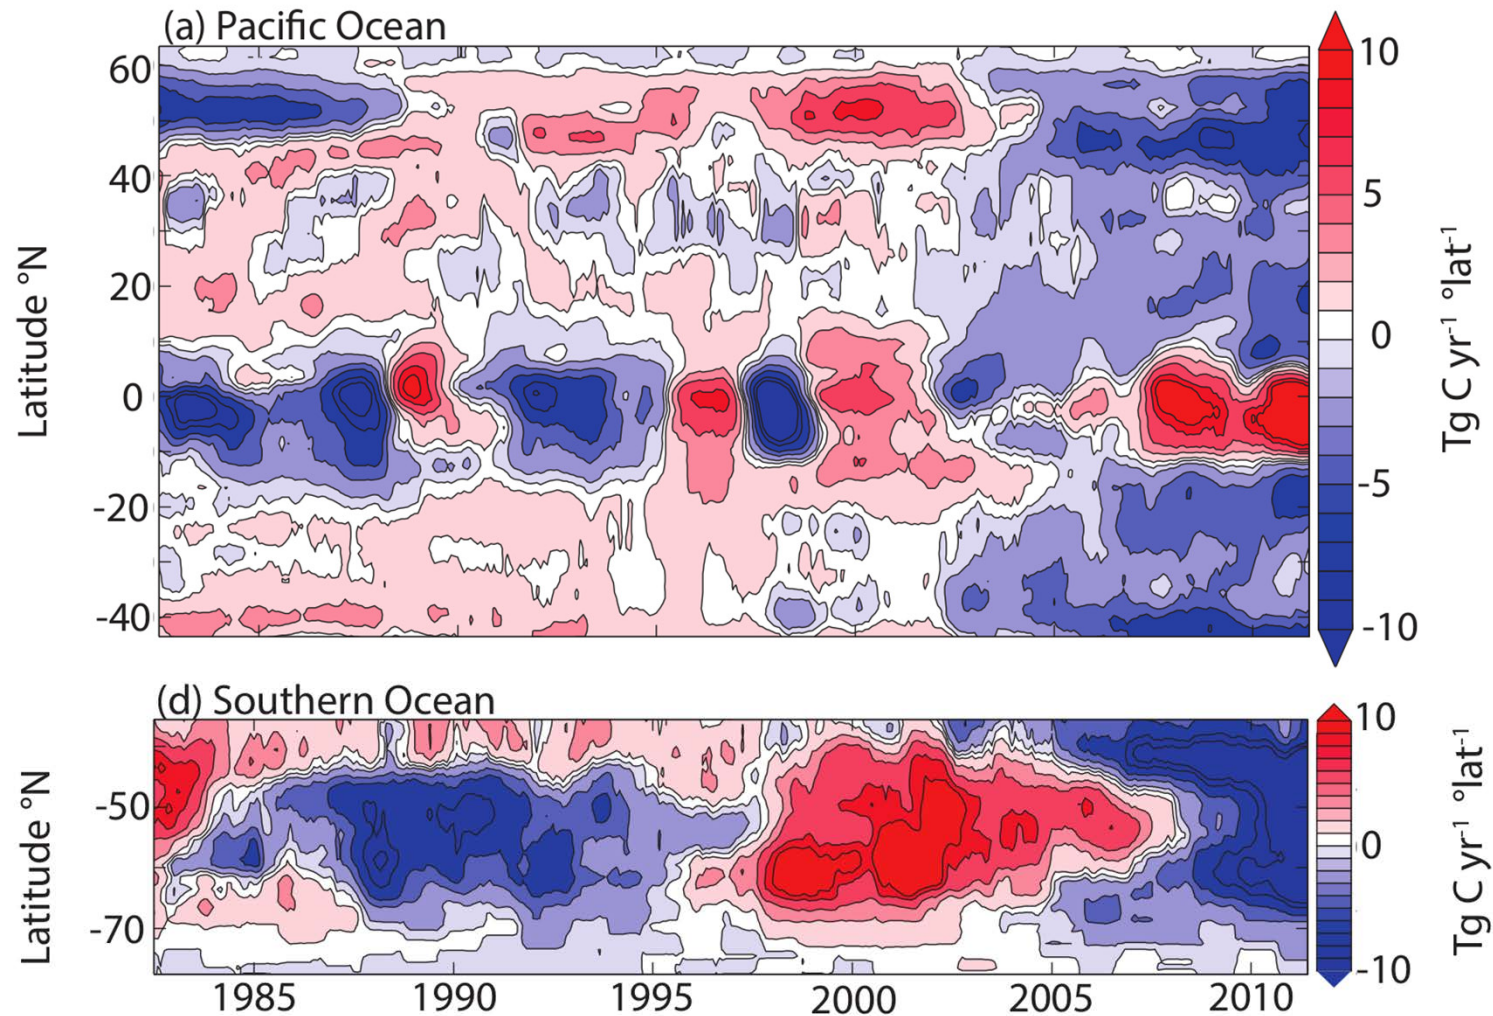 (a) Pacific Ocean
Latitude °N
60
40
20
0
-20
-40
10
5
0
-5
-10
Tg C yr⁻¹ °lat⁻¹
(d) Southern Ocean
Latitude °N
-50
-70
10
0
-10
Tg C yr⁻¹ °lat⁻¹
1985 1990 1995 2000 2005 2010